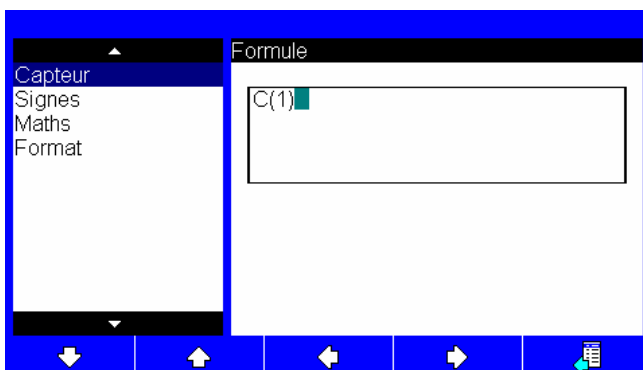 Formule
Capteur
Signes
Maths
Format
C(1)